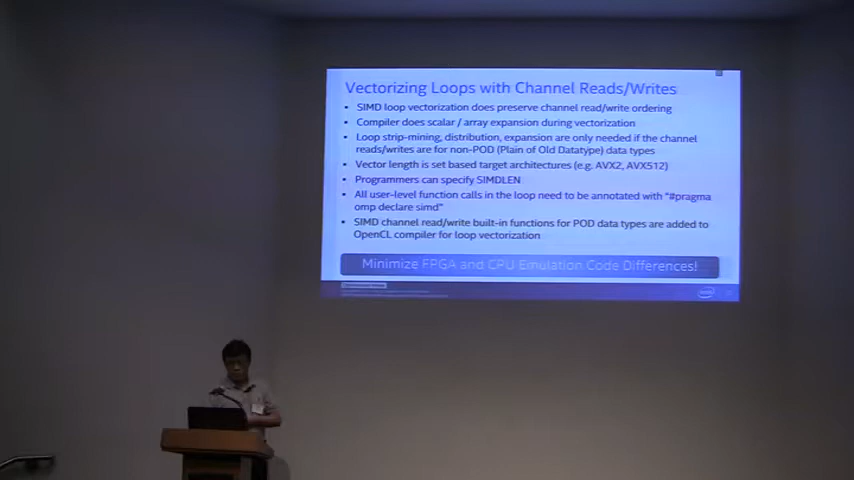 Vectorizing Loops with Channel Reads/Writes
• SIMD loop vectorization does preserve channel read/write ordering
• Compiler does scalar / array expansion during vectorization
• Loop strip-mining, distribution, expansion are only needed if the channel
reads/writes are for non-POD (Plain of Old Datatype) data types
• Vector length is set based target architectures (e.g. AVX2, AVX512)
• Programmers can specify SIMDLEN
• All user-level function calls in the loop need to be annotated with "#pragma
omp declare simd"
• SIMD channel read/write built-in functions for POD data types are added to
OpenCL compiler for loop vectorization
Minimize FPGA and CPU Emulation Code Differences!
intel